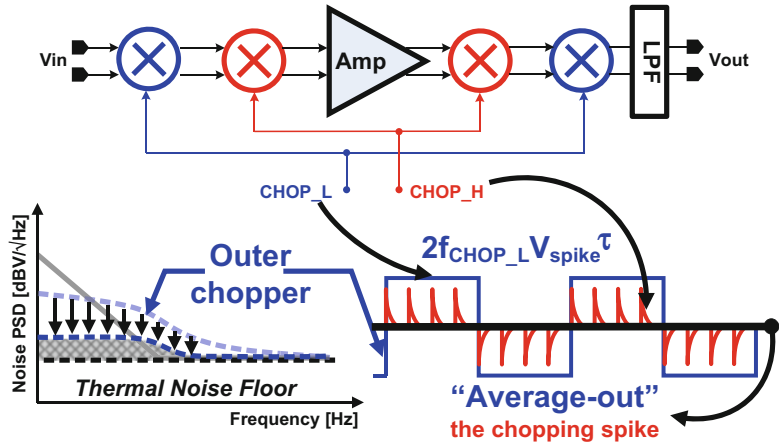 Vin
Amp
LPF
Vout
CHOP_L
CHOP_H
Noise PSD [dBV/√Hz]
Outer
chopper
2fCHOP_LVspikeτ
Thermal Noise Floor
Frequency [Hz]
“Average-out”
the chopping spike